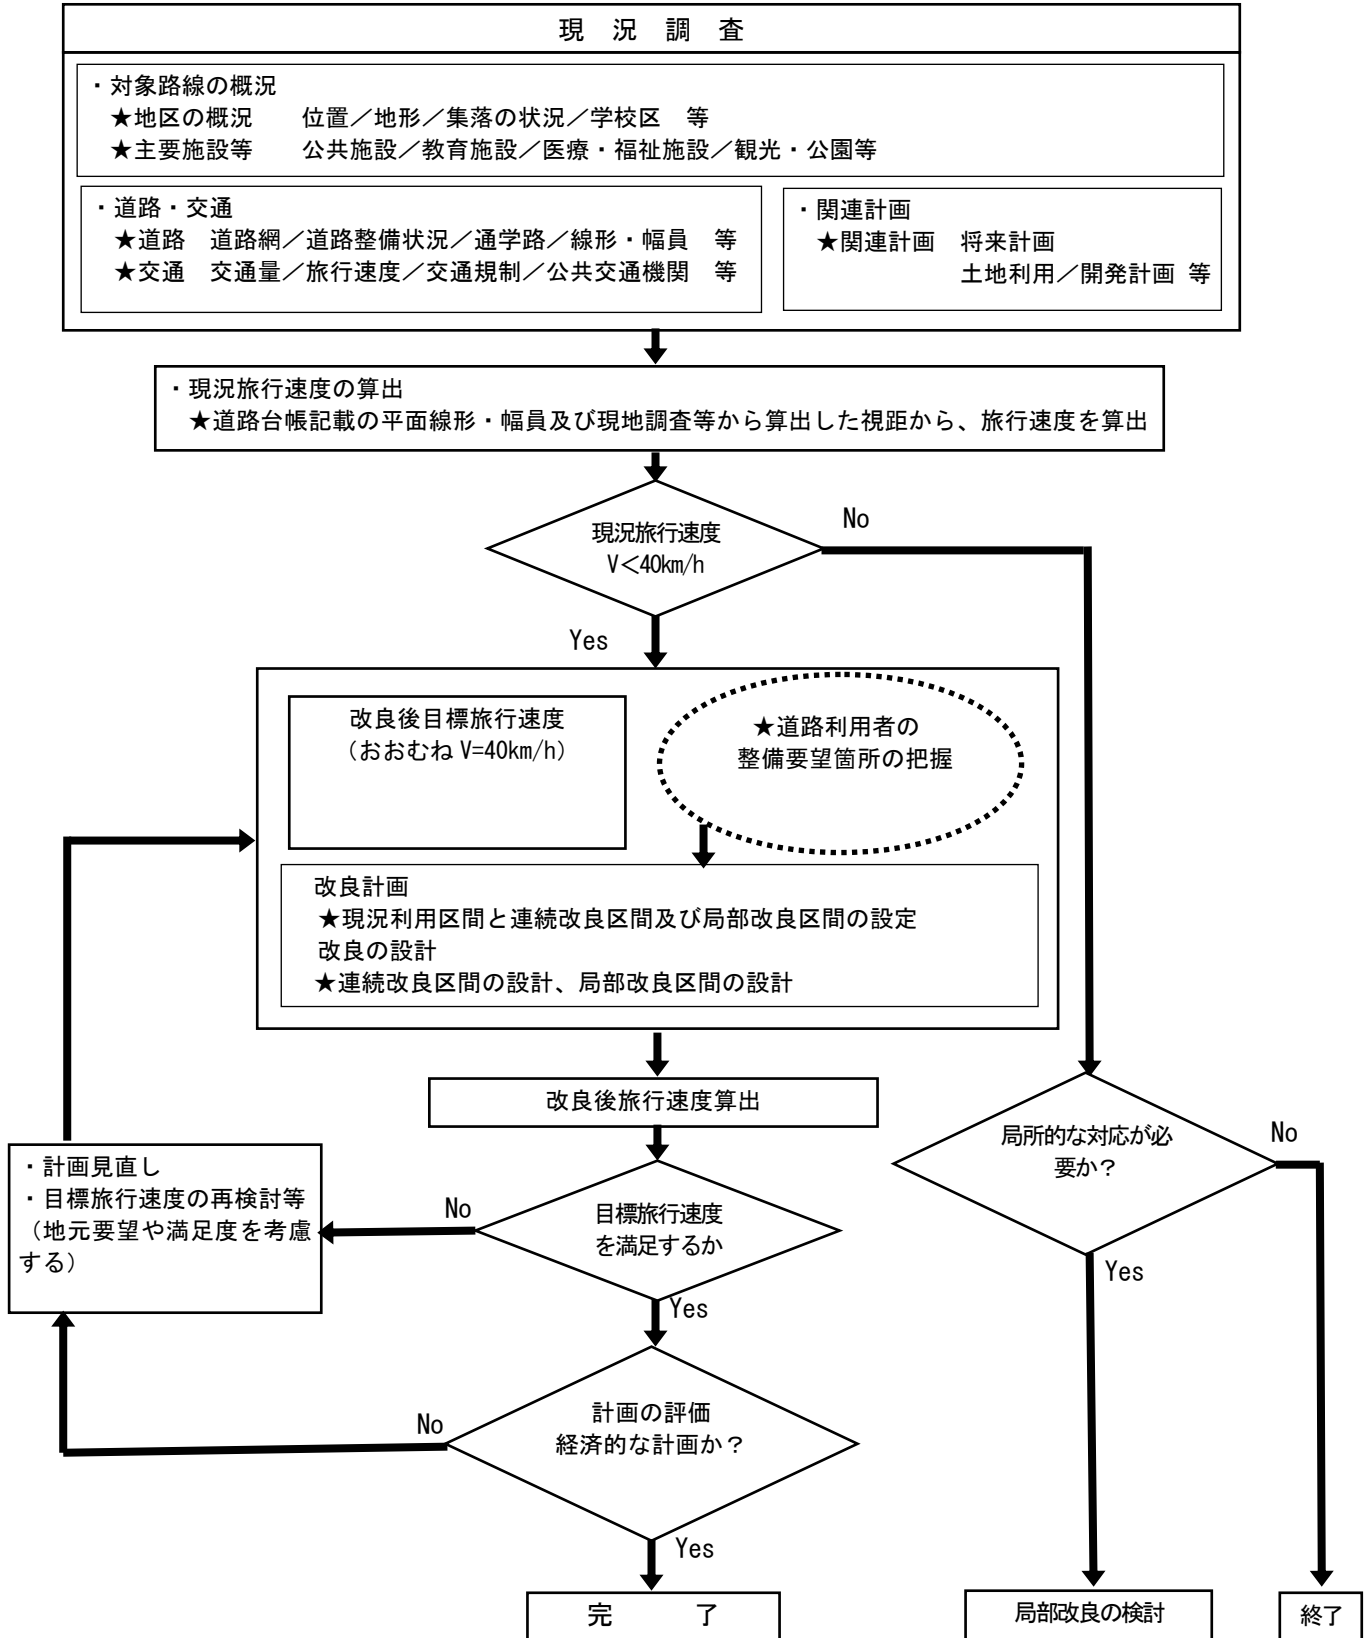 現　況　調　査
・対象路線の概況
★地区の概況　　位置／地形／集落の状況／学校区　等
★主要施設等　　公共施設／教育施設／医療・福祉施設／観光・公園等
・道路・交通
★道路　道路網／道路整備状況／通学路／線形・幅員　等
★交通　交通量／旅行速度／交通規制／公共交通機関　等
・関連計画
★関連計画　将来計画
土地利用／開発計画 等
・現況旅行速度の算出
★道路台帳記載の平面線形・幅員及び現地調査等から算出した視距から、旅行速度を算出
現況旅行速度
V＜40km/h
No
Yes
改良後目標旅行速度
（おおむね V=40km/h）
★道路利用者の
整備要望箇所の把握
改良計画
★現況利用区間と連続改良区間及び局部改良区間の設定
改良の設計
★連続改良区間の設計、局部改良区間の設計
改良後旅行速度算出
局所的な対応が必
要か？
No
Yes
・計画見直し
・目標旅行速度の再検討等
（地元要望や満足度を考慮
する）
No
目標旅行速度
を満足するか
Yes
No
計画の評価
経済的な計画か？
Yes
完　　　了
局部改良の検討
終了